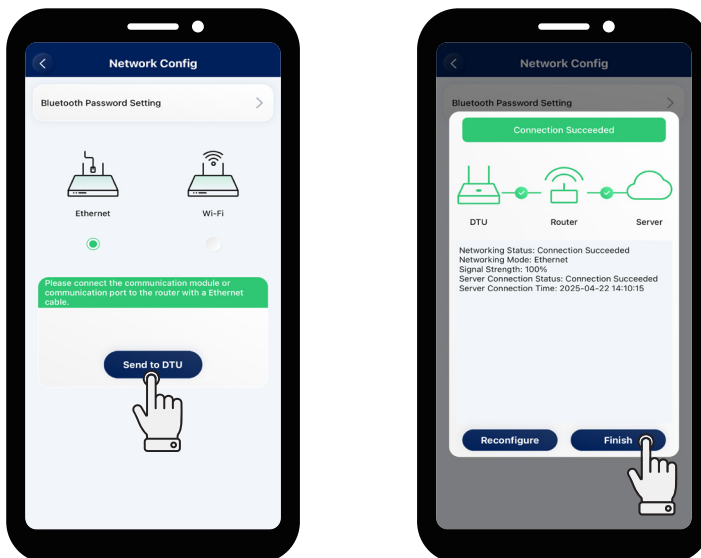 Network Config
Bluetooth Password Setting
Ethernet
Wi-Fi
Please connect the communication module or
communication port to the router with a Ethernet
cable.
Send to DTU
Network Config
Bluetooth Password Setting
Connection Succeeded
DTU
Router
Server
Networking Status: Connection Succeeded
Networking Mode: Ethernet
Signal Strength: 100%
Server Connection Status: Connection Succeeded
Server Connection Time: 2025-04-22 14:10:15
Reconfigure
Finish